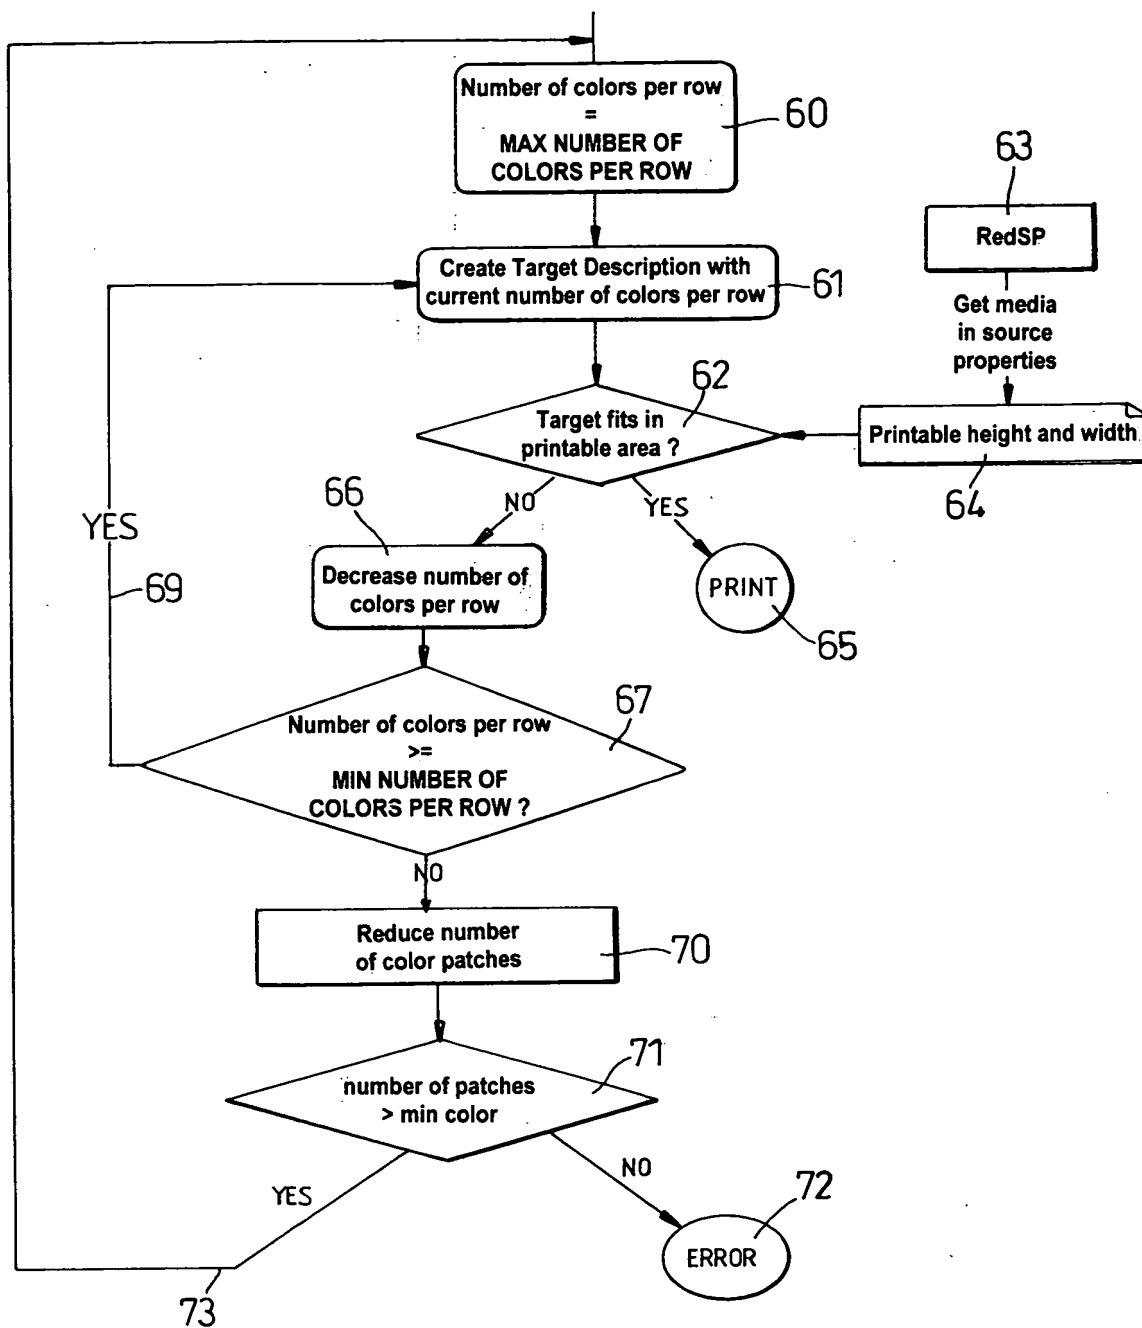 Number of colors per row
=
MAX NUMBER OF
COLORS PER ROW
60
63
RedSP
Create Target Description with
current number of colors per row
61
Get media
in source
properties
62
Target fits in
printable area ?
Printable height and width
64
66
NO
YES
YES
Decrease number of
colors per row
PRINT
69
65
67
Number of colors per row
>=
MIN NUMBER OF
COLORS PER ROW ?
NO
Reduce number
of color patches
70
71
number of patches
> min color
NO
YES
72
ERROR
73